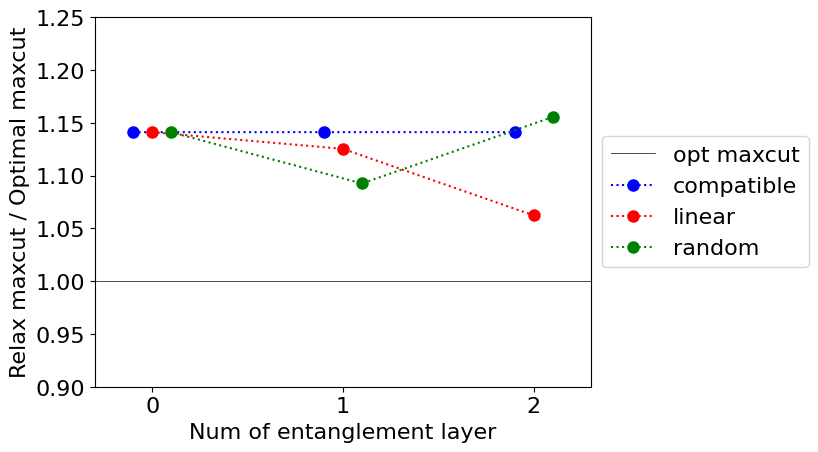 Relax maxcut / Optimal maxcut
1.25
1.20
1.15
1.10
1.05
1.00
0.95
0.90
0
1
2
Num of entanglement layer
opt maxcut
compatible
linear
random